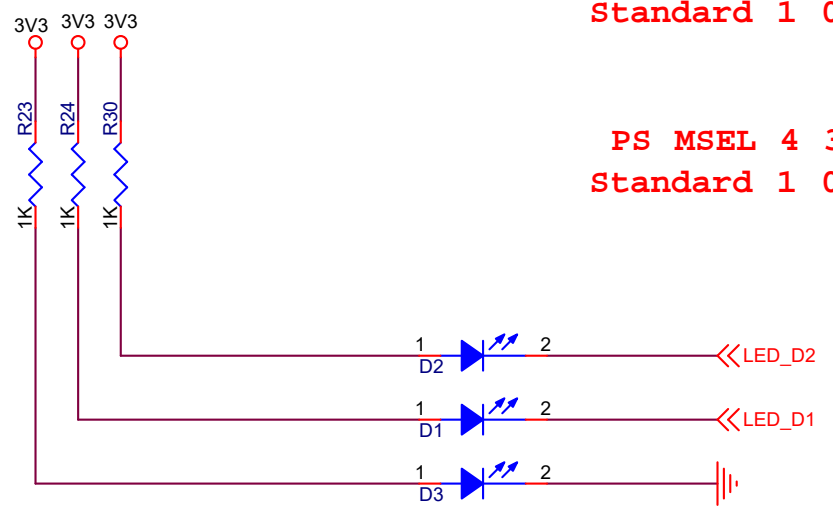 Standard 1 0
3V3 3V3 3V3
R23 R24 R30
PS MSEL 4 3
Standard 1 0
1K 1K 1K
1 2
D2 LED_D2
1 2
D1 LED_D1
1 2
D3